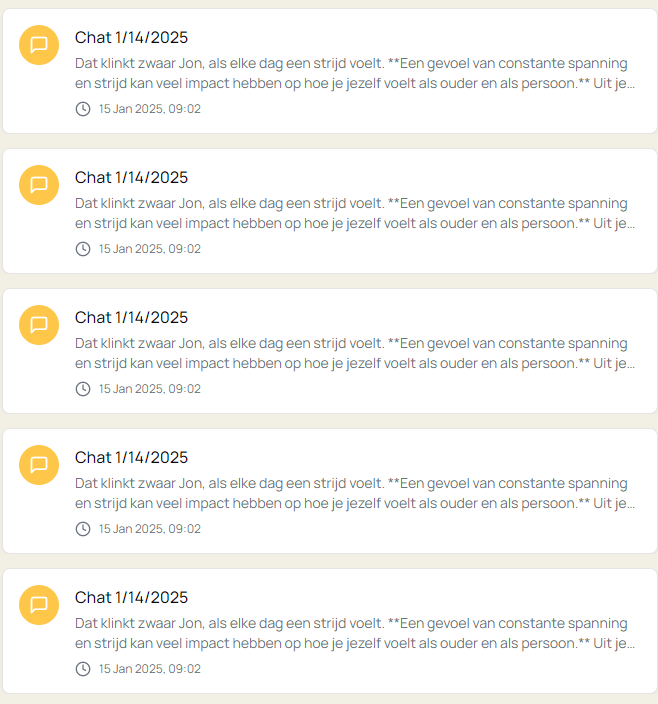 Chat 1/14/2025
Dat klinkt zwaar Jon, als elke dag een strijd voelt. **Een gevoel van constante spanning
en strijd kan veel impact hebben op hoe je jezelf voelt als ouder en als persoon.** Uit je...
15 Jan 2025, 09:02
Chat 1/14/2025
Dat klinkt zwaar Jon, als elke dag een strijd voelt. **Een gevoel van constante spanning
en strijd kan veel impact hebben op hoe je jezelf voelt als ouder en als persoon.** Uit je...
15 Jan 2025, 09:02
Chat 1/14/2025
Dat klinkt zwaar Jon, als elke dag een strijd voelt. **Een gevoel van constante spanning
en strijd kan veel impact hebben op hoe je jezelf voelt als ouder en als persoon.** Uit je...
15 Jan 2025, 09:02
Chat 1/14/2025
Dat klinkt zwaar Jon, als elke dag een strijd voelt. **Een gevoel van constante spanning
en strijd kan veel impact hebben op hoe je jezelf voelt als ouder en als persoon.** Uit je...
15 Jan 2025, 09:02
Chat 1/14/2025
Dat klinkt zwaar Jon, als elke dag een strijd voelt. **Een gevoel van constante spanning
en strijd kan veel impact hebben op hoe je jezelf voelt als ouder en als persoon.** Uit je...
15 Jan 2025, 09:02